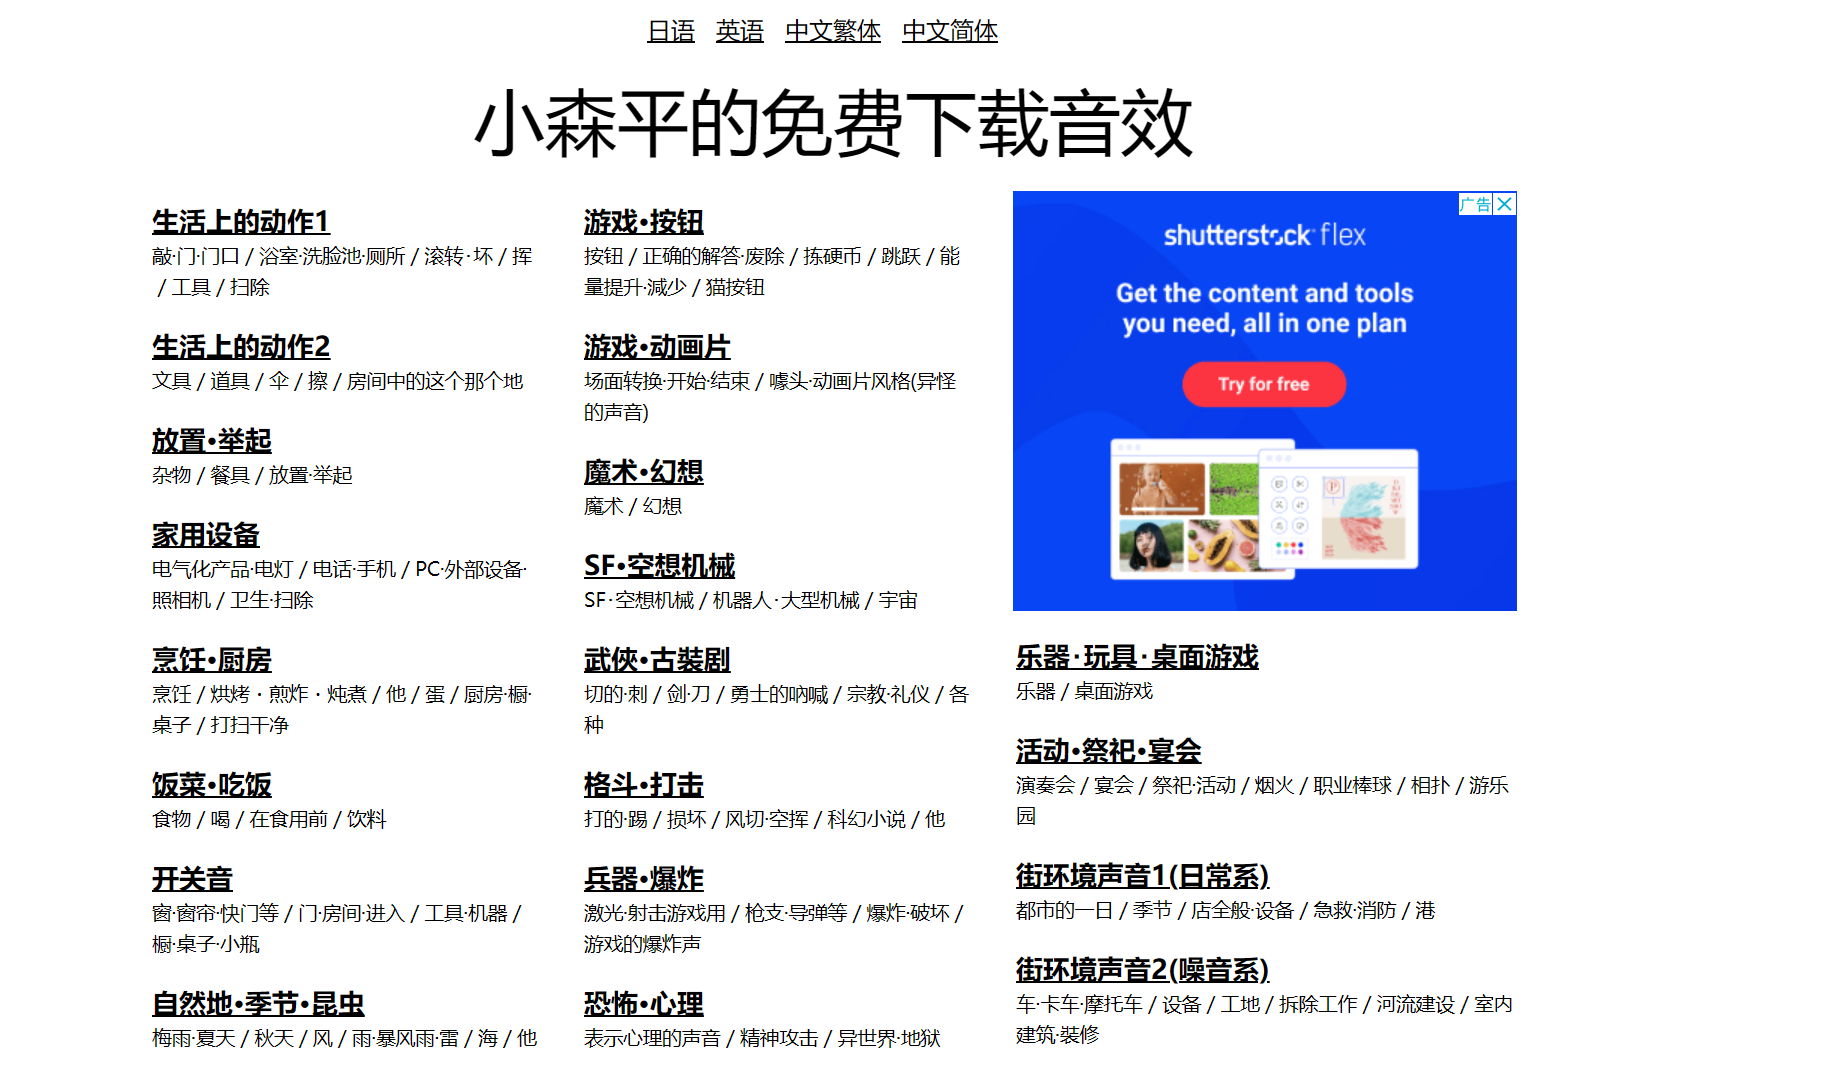 日语 英语 中文繁体 中文简体
小森平的免费下载音效
生活上的动作1
敲·门·门口 / 浴室·洗脸池·厕所 / 滚转·坏 / 挥
/ 工具 / 扫除
生活上的动作2
文具 / 道具 / 伞 / 擦 / 房间中的这个那个地
放置•举起
杂物 / 餐具 / 放置·举起
家用设备
电气化产品·电灯 / 电话·手机 / PC·外部设备·
照相机 / 卫生·扫除
烹饪•厨房
烹饪 / 烘烤・煎炸・炖煮 / 他 / 蛋 / 厨房·橱·
桌子 / 打扫干净
饭菜•吃饭
食物 / 喝 / 在食用前 / 饮料
开关音
窗·窗帘·快门等 / 门·房间·进入 / 工具·机器 /
橱·桌子·小瓶
自然地•季节•昆虫
梅雨·夏天 / 秋天 / 风 / 雨·暴风雨·雷 / 海 / 他
游戏•按钮
按钮 / 正确的解答·废除 / 拣硬币 / 跳跃 / 能
量提升·減少 / 猫按钮
游戏•动画片
场面转换·开始·结束 / 噱头·动画片风格(异怪
的声音)
魔术•幻想
魔术 / 幻想
SF•空想机械
SF·空想机械 / 机器人·大型机械 / 宇宙
武俠•古裝剧
切的·刺 / 剑·刀 / 勇士的吶喊 / 宗教·礼仪 / 各
种
格斗•打击
打的·踢 / 损坏 / 风切·空挥 / 科幻小说 / 他
兵器•爆炸
激光·射击游戏用 / 枪支·导弹等 / 爆炸·破坏 /
游戏的爆炸声
恐怖•心理
表示心理的声音 / 精神攻击 / 异世界·地狱
广告
shutterstock flex
Get the content and tools
you need, all in one plan
Try for free
乐器·玩具·桌面游戏
乐器 / 桌面游戏
活动•祭祀•宴会
演奏会 / 宴会 / 祭祀·活动 / 烟火 / 职业棒球 / 相扑 / 游乐
园
街环境声音1(日常系)
都市的一日 / 季节 / 店全般·设备 / 急救·消防 / 港
街环境声音2(噪音系)
车·卡车·摩托车 / 设备 / 工地 / 拆除工作 / 河流建设 / 室内
建筑·裝修